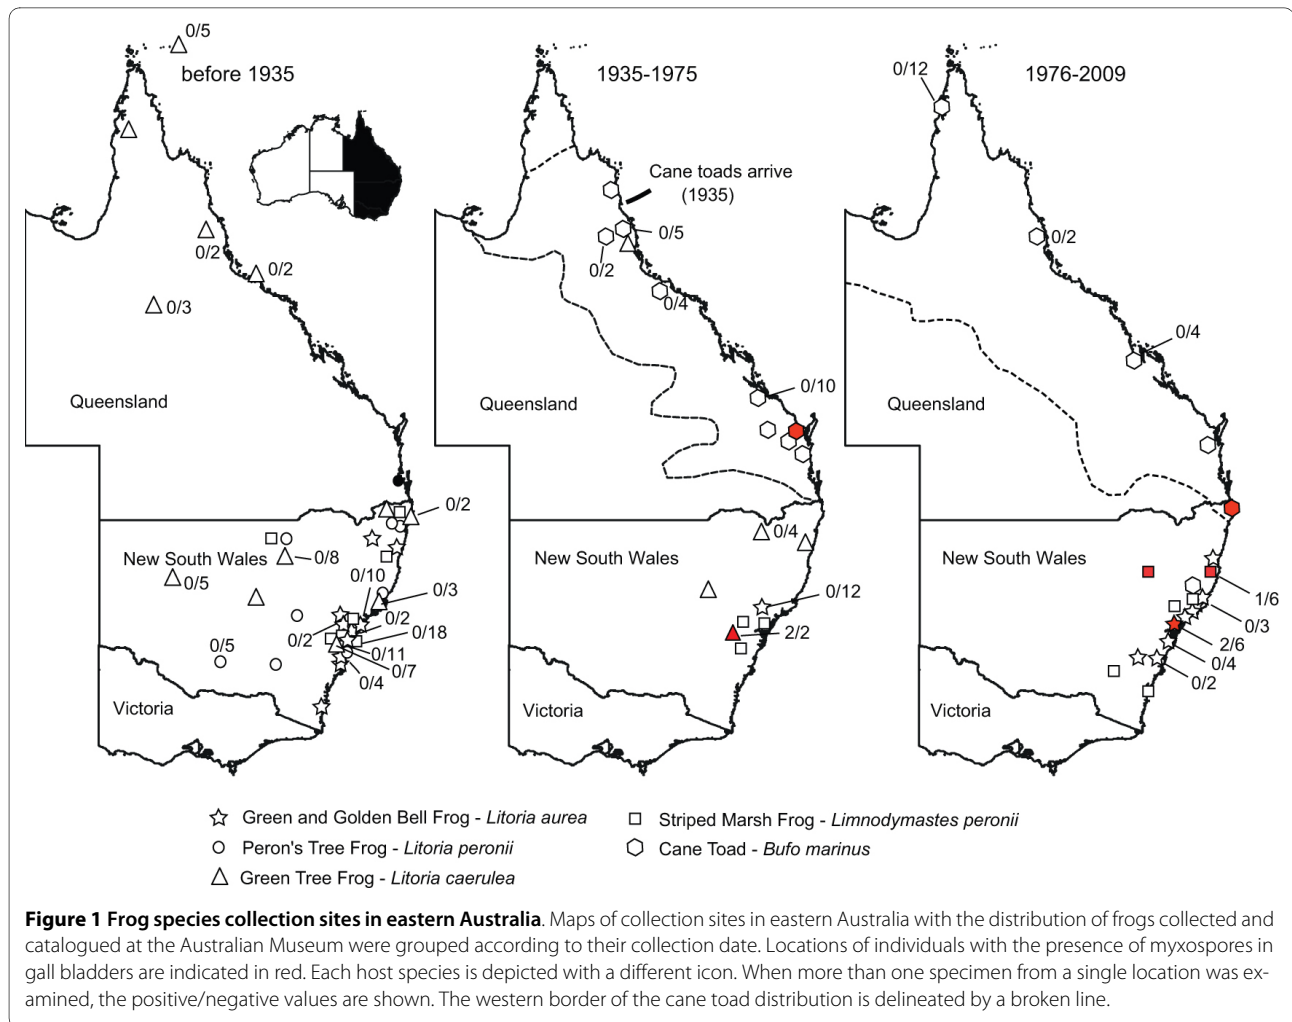 0/5
before 1935
0/2
0/2
0/3
Queensland
0/2
New South Wales
0/8
0/5
0/10
0/3
0/2
0/2
0/18
0/11
0/5
0/7
0/4
Victoria
1935-1975
Cane toads arrive
(1935)
0/5
0/2
0/4
0/10
Queensland
0/4
New South Wales
0/12
2/2
Victoria
1976-2009
0/12
0/2
0/4
Queensland
New South Wales
1/6
0/3
2/6
0/4
0/2
Victoria
Green and Golden Bell Frog - Litoria aurea
Peron's Tree Frog - Litoria peronii
Green Tree Frog - Litoria caerulea
Striped Marsh Frog - Limnodymastes peronii
Cane Toad - Bufo marinus
Figure 1 Frog species collection sites in eastern Australia. Maps of collection sites in eastern Australia with the distribution of frogs collected and
catalogued at the Australian Museum were grouped according to their collection date. Locations of individuals with the presence of myxospores in
gall bladders are indicated in red. Each host species is depicted with a different icon. When more than one specimen from a single location was ex-
amined, the positive/negative values are shown. The western border of the cane toad distribution is delineated by a broken line.